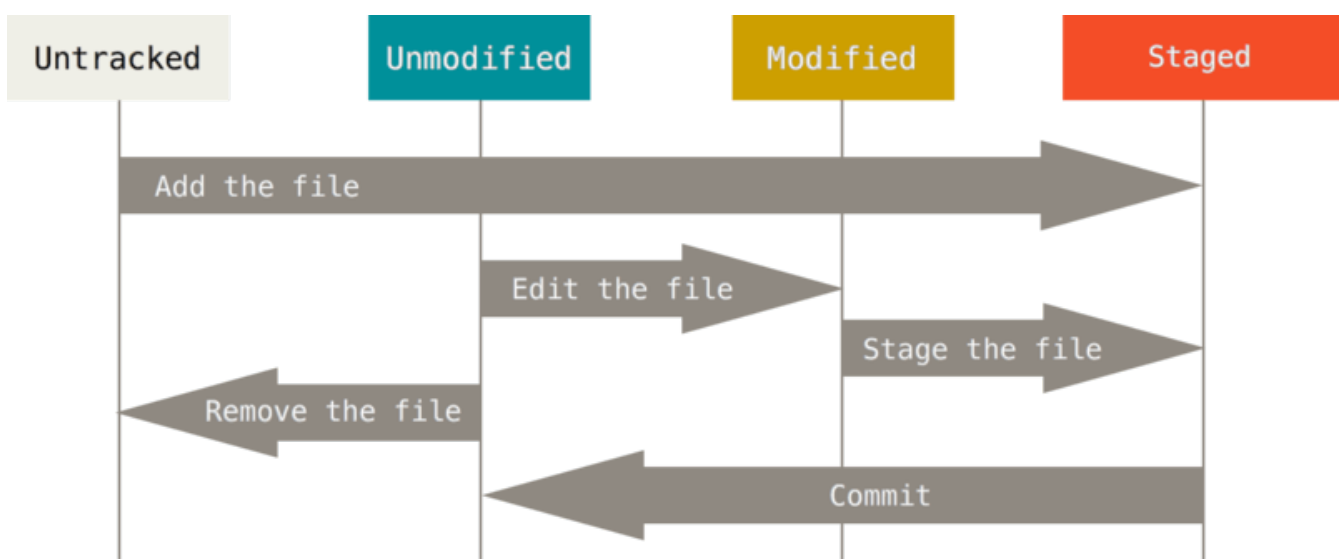 Untracked
Unmodified
Modified
Staged
Add the file
Edit the file
Stage the file
Remove the file
Commit